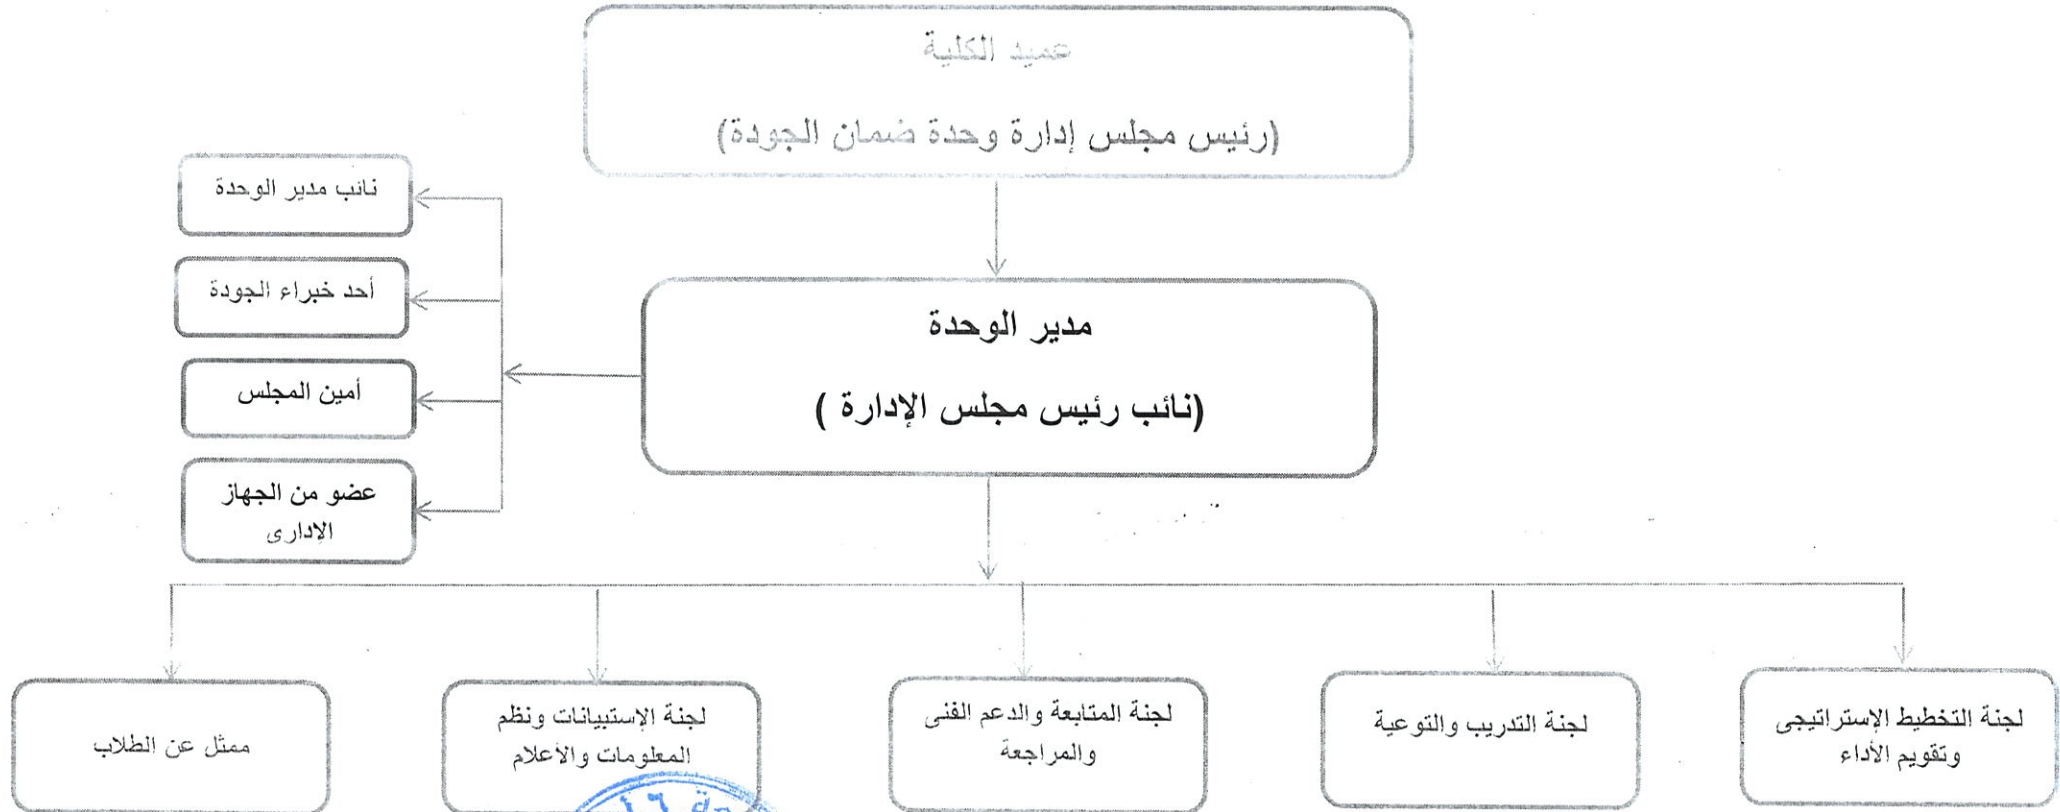 عميد الكلية
(رئيس مجلس إدارة وحدة ضمان الجودة)
نائب مدير الوحدة
أحد خبراء الجودة
أمين المجلس
عضو من الجهاز
الإدارى
مدير الوحدة
(نائب رئيس مجلس الإدارة )
لجنة التخطيط الإستراتيجى
وتقويم الأداء
لجنة التدريب والتوعية
لجنة المتابعة والدعم الفنى
والمراجعة
لجنة الإستبيانات ونظم
المعلومات والأعلام
ممثل عن الطلاب